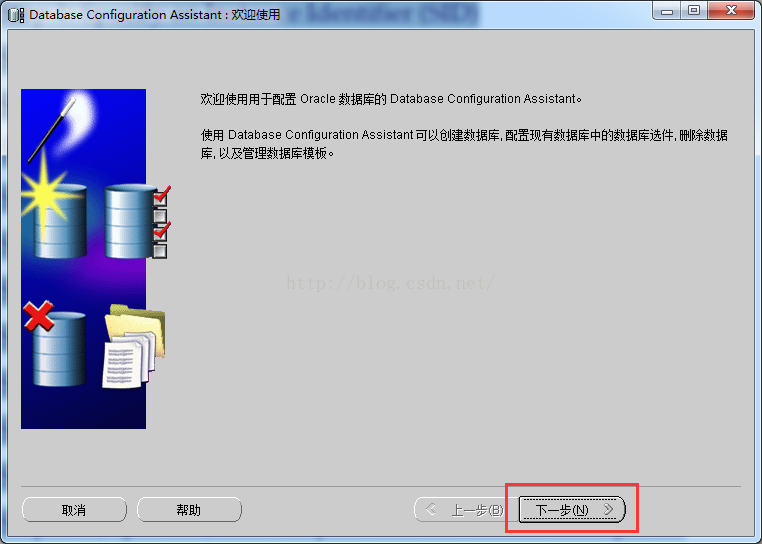 Database Configuration Assistant : 欢迎使用
e Identifier (SID)
欢迎使用用于配置 Oracle 数据库的 Database Configuration Assistant。
使用 Database Configuration Assistant 可以创建数据库, 配置现有数据库中的数据库选件, 删除数据
库, 以及管理数据库模板。
http://blog.csdn.net/
取消
帮助
上一步(B)
下一步(N)